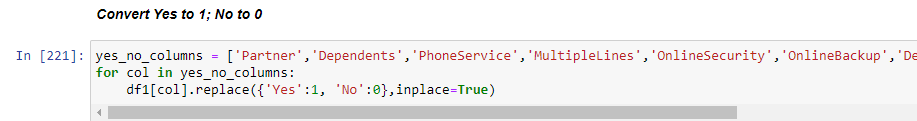 Convert Yes to 1; No to 0
In [221]: yes_no_columns = ['Partner','Dependents','PhoneService','MultipleLines','OnlineSecurity','OnlineBackup','De
for col in yes_no_columns:
    df1[col].replace({'Yes':1, 'No':0},inplace=True)